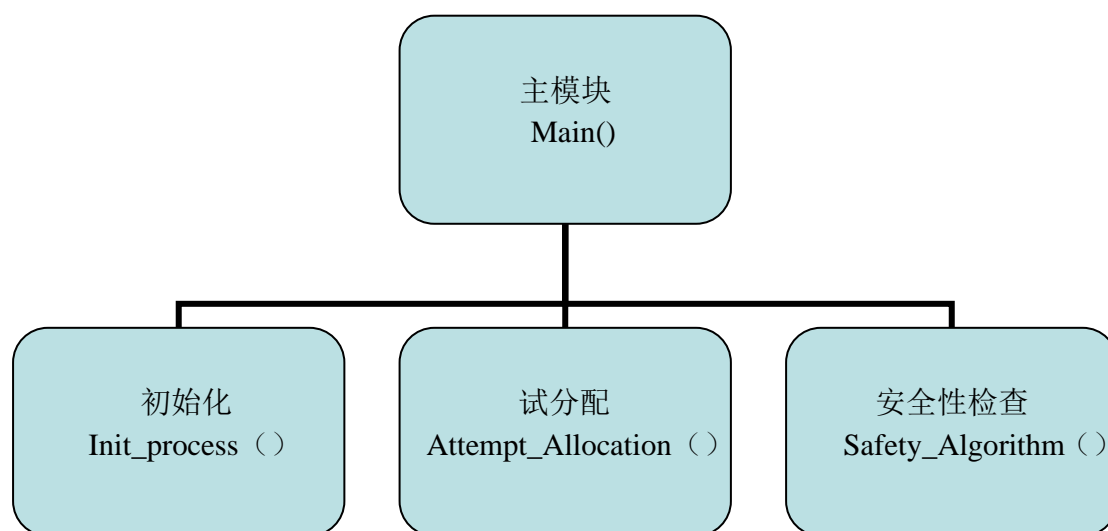 主模块
Main()
初始化
Init_process（）
试分配
Attempt_Allocation（）
安全性检查
Safety_Algorithm（）